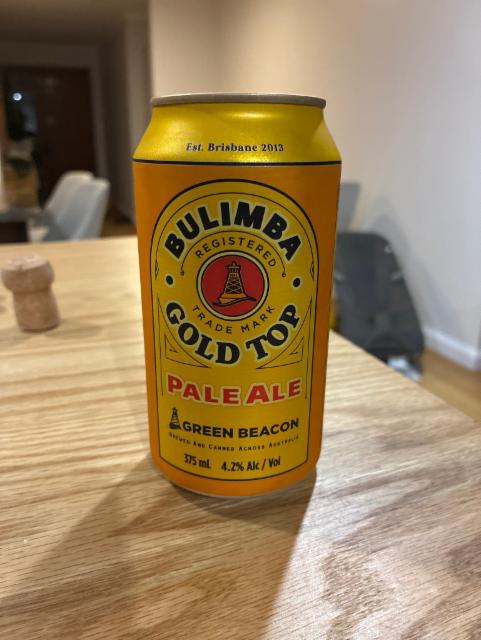 Est. Brisbane 2013
BULIMBA
REGISTERED
TRADE MARK
GOLD TOP
PALE ALE
GREEN BEACON
BREWED AND CANNED ACROSS AUSTRALIA
375 mL 4.2% Alc / Vol